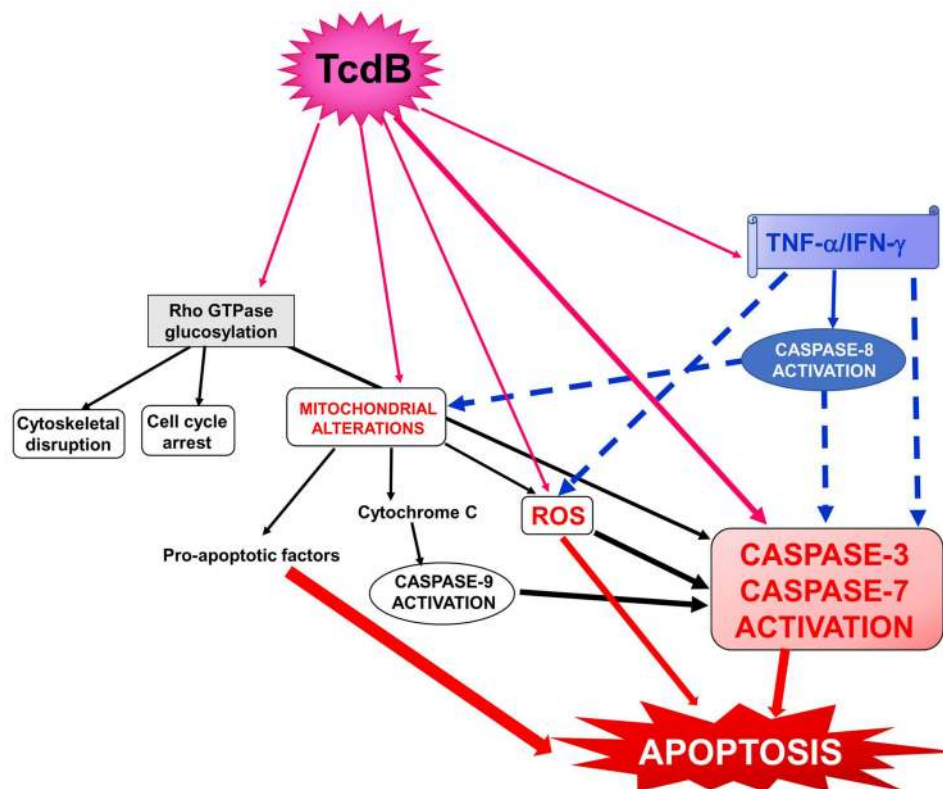 TcdB
TNF-α/IFN-γ
Rho GTPase
glucosylation
CASPASE-8
ACTIVATION
Cytoskeletal
disruption
Cell cycle
arrest
MITOCHONDRIAL
ALTERATIONS
Cytochrome C
ROS
Pro-apoptotic factors
CASPASE-9
ACTIVATION
CASPASE-3
CASPASE-7
ACTIVATION
APOPTOSIS